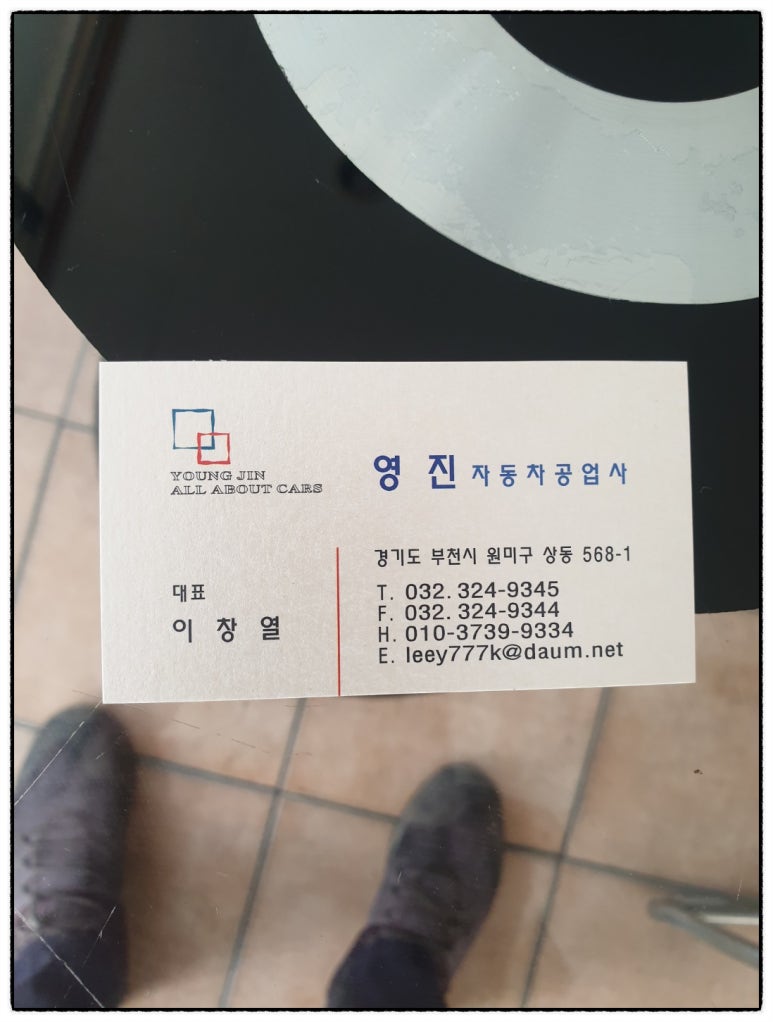 YOUNG JIN
ALL ABOUT CARS
영 진 자동차공업사
대표
이 창 열
경기도 부천시 원미구 상동 568-1
T. 032. 324-9345
F. 032. 324-9344
H. 010-3739-9334
E. leey777k@daum.net